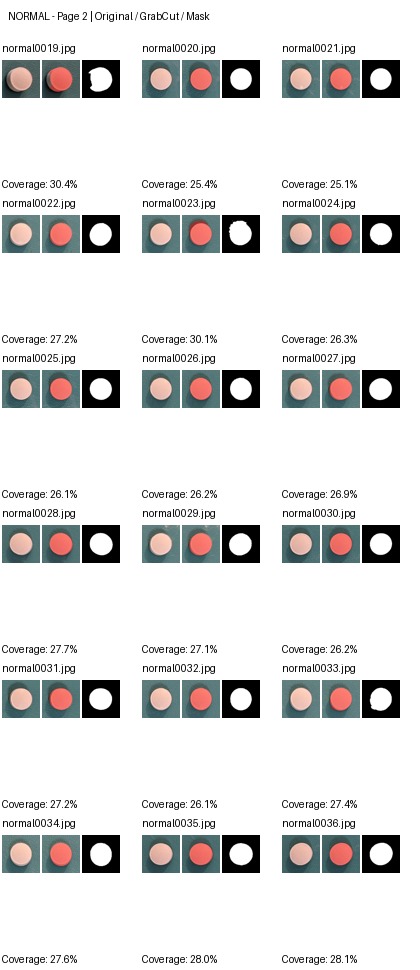 NORMAL - Page 2 | Original / GrabCut / Mask
normal0019.jpg normal0020.jpg normal0021.jpg
Coverage: 30.4% Coverage: 25.4% Coverage: 25.1%
normal0022.jpg normal0023.jpg normal0024.jpg
Coverage: 27.2% Coverage: 30.1% Coverage: 26.3%
normal0025.jpg normal0026.jpg normal0027.jpg
Coverage: 26.1% Coverage: 26.2% Coverage: 26.9%
normal0028.jpg normal0029.jpg normal0030.jpg
Coverage: 27.7% Coverage: 27.1% Coverage: 26.2%
normal0031.jpg normal0032.jpg normal0033.jpg
Coverage: 27.2% Coverage: 26.1% Coverage: 27.4%
normal0034.jpg normal0035.jpg normal0036.jpg
Coverage: 27.6% Coverage: 28.0% Coverage: 28.1%